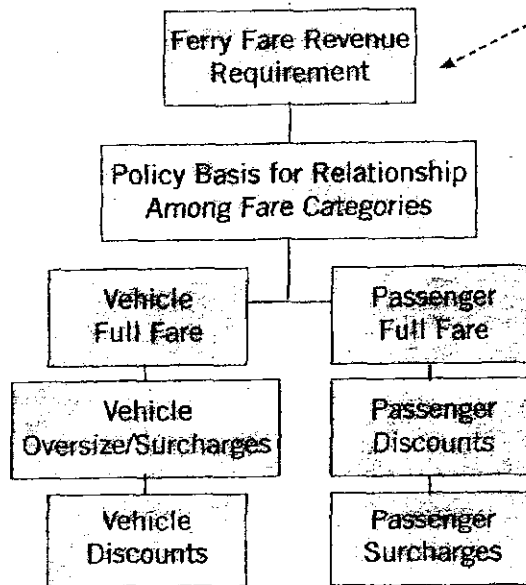 Ferry Fare Revenue
Requirement
Policy Basis for Relationship
Among Fare Categories
Vehicle
Full Fare
Passenger
Full Fare
Vehicle
Oversize/Surcharges
Passenger
Discounts
Vehicle
Discounts
Passenger
Surcharges